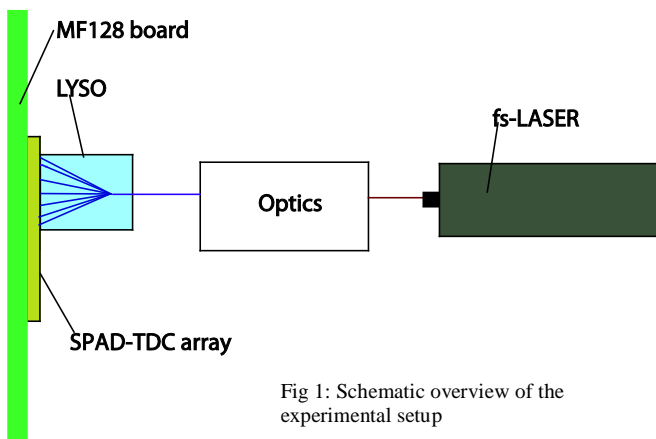 MF128 board
LYSO
fs-LASER
Optics
SPAD-TDC array
Fig 1: Schematic overview of the
experimental setup